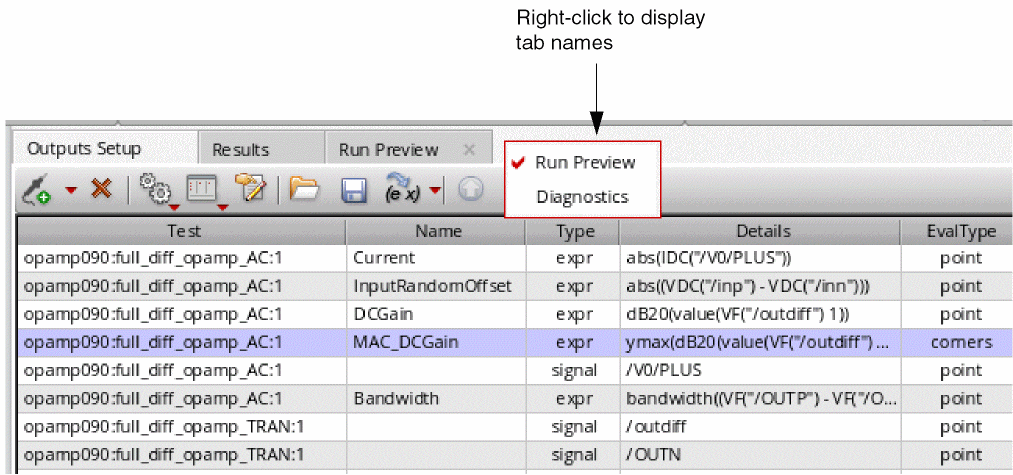 Right-click to display
tab names
Outputs Setup Results Run Preview
Run Preview
Diagnostics
(e x)
Test Name Type Details EvalType
opamp090:full_diff_opamp_AC:1 Current expr abs(IDC("/V0/PLUS")) point
opamp090:full_diff_opamp_AC:1 InputRandomOffset expr abs((VDC("/inp") - VDC("/inn"))) point
opamp090:full_diff_opamp_AC:1 DCGain expr dB20(value(VF("/outdiff") 1)) point
opamp090:full_diff_opamp_AC:1 MAC_DCGain expr ymax(dB20(value(VF("/outdiff") ... corners
opamp090:full_diff_opamp_AC:1 signal /V0/PLUS point
opamp090:full_diff_opamp_AC:1 Bandwidth expr bandwidth((VF("/OUTP") - VF("/O... point
opamp090:full_diff_opamp_TRAN:1 signal /outdiff point
opamp090:full_diff_opamp_TRAN:1 signal /OUTN point